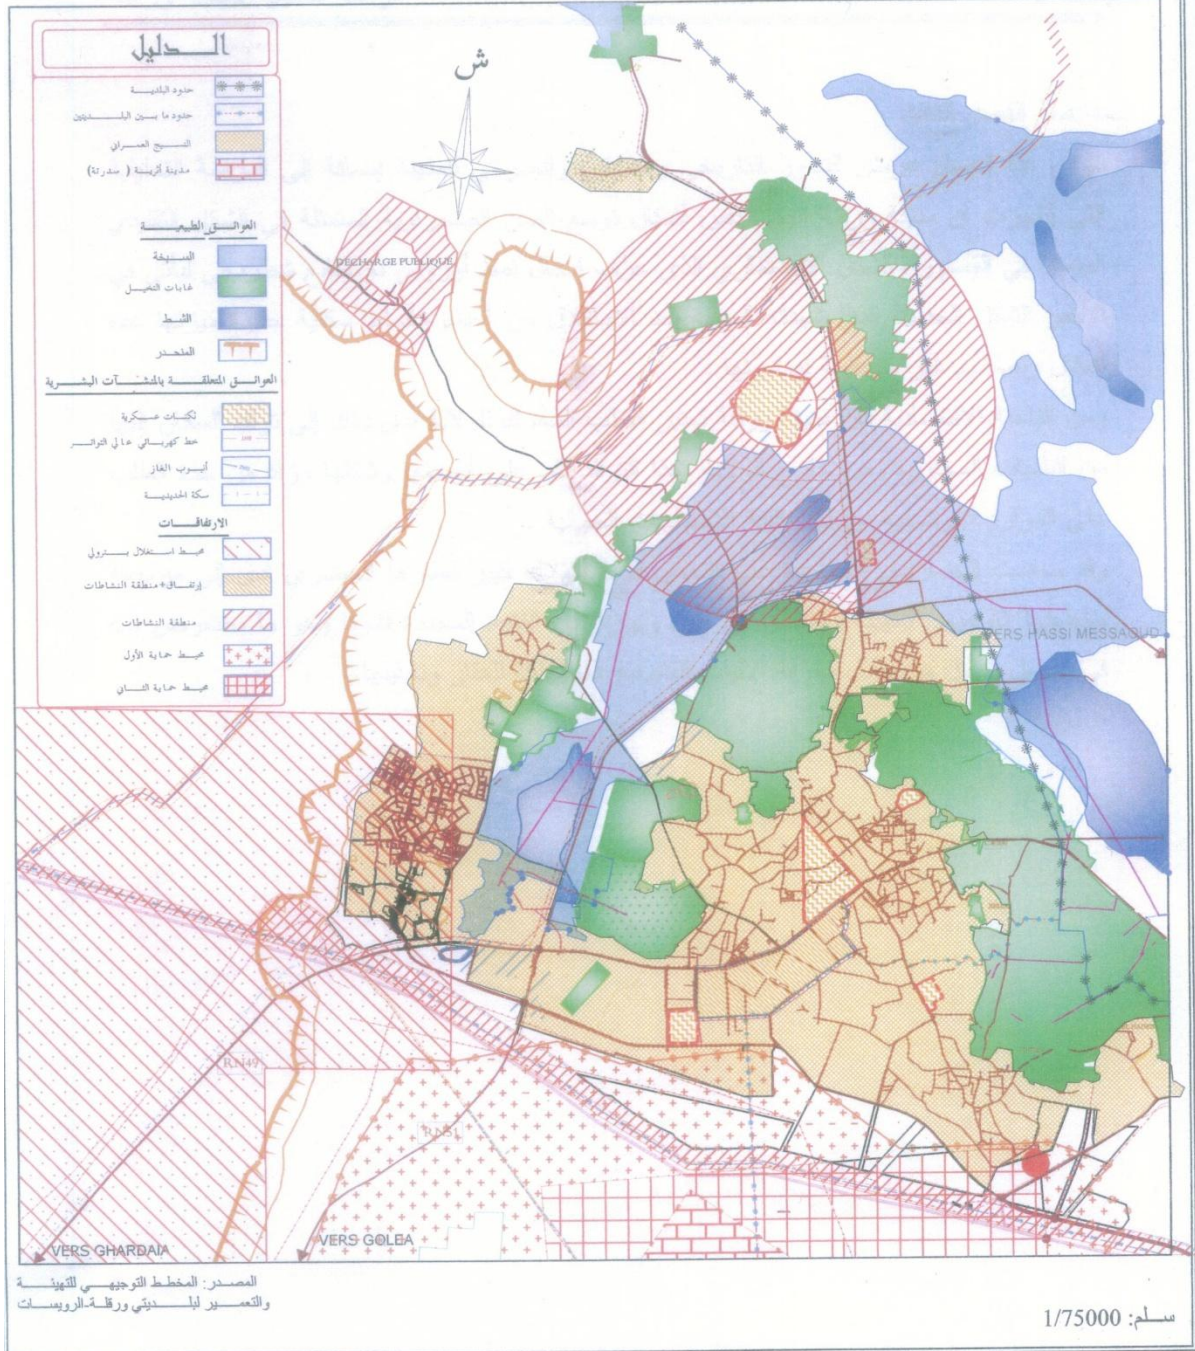 الدليل
حدود البلدية
حدود ما بين البلديتين
النسيج العمراني
مدينة أثرية ( سدراتة)
العوائق الطبيعية
السبخة
غابات النخيل
الشط
المنحدر
العوائق المتعلقة بالمنشآت البشرية
ثكنات عسكرية
خط كهربائي عالي التوتر
أنبوب الغاز
سكة الحديدية
الارتفاقات
محيط استغلال بترولي
إرتفاق+منطقة النشاطات
منطقة النشاطات
محيط حماية الأول
محيط حماية الثاني
ش
DECHARGE PUBLIQUE
VERS HASSI MESSAOUD
RN49
RN51
VERS GHARDAIA
VERS GOLEA
المصدر: المخطط التوجيهي للتهيئة
والتعمير لبلديتي ورقلة-الرويسات
سلم: 1/75000